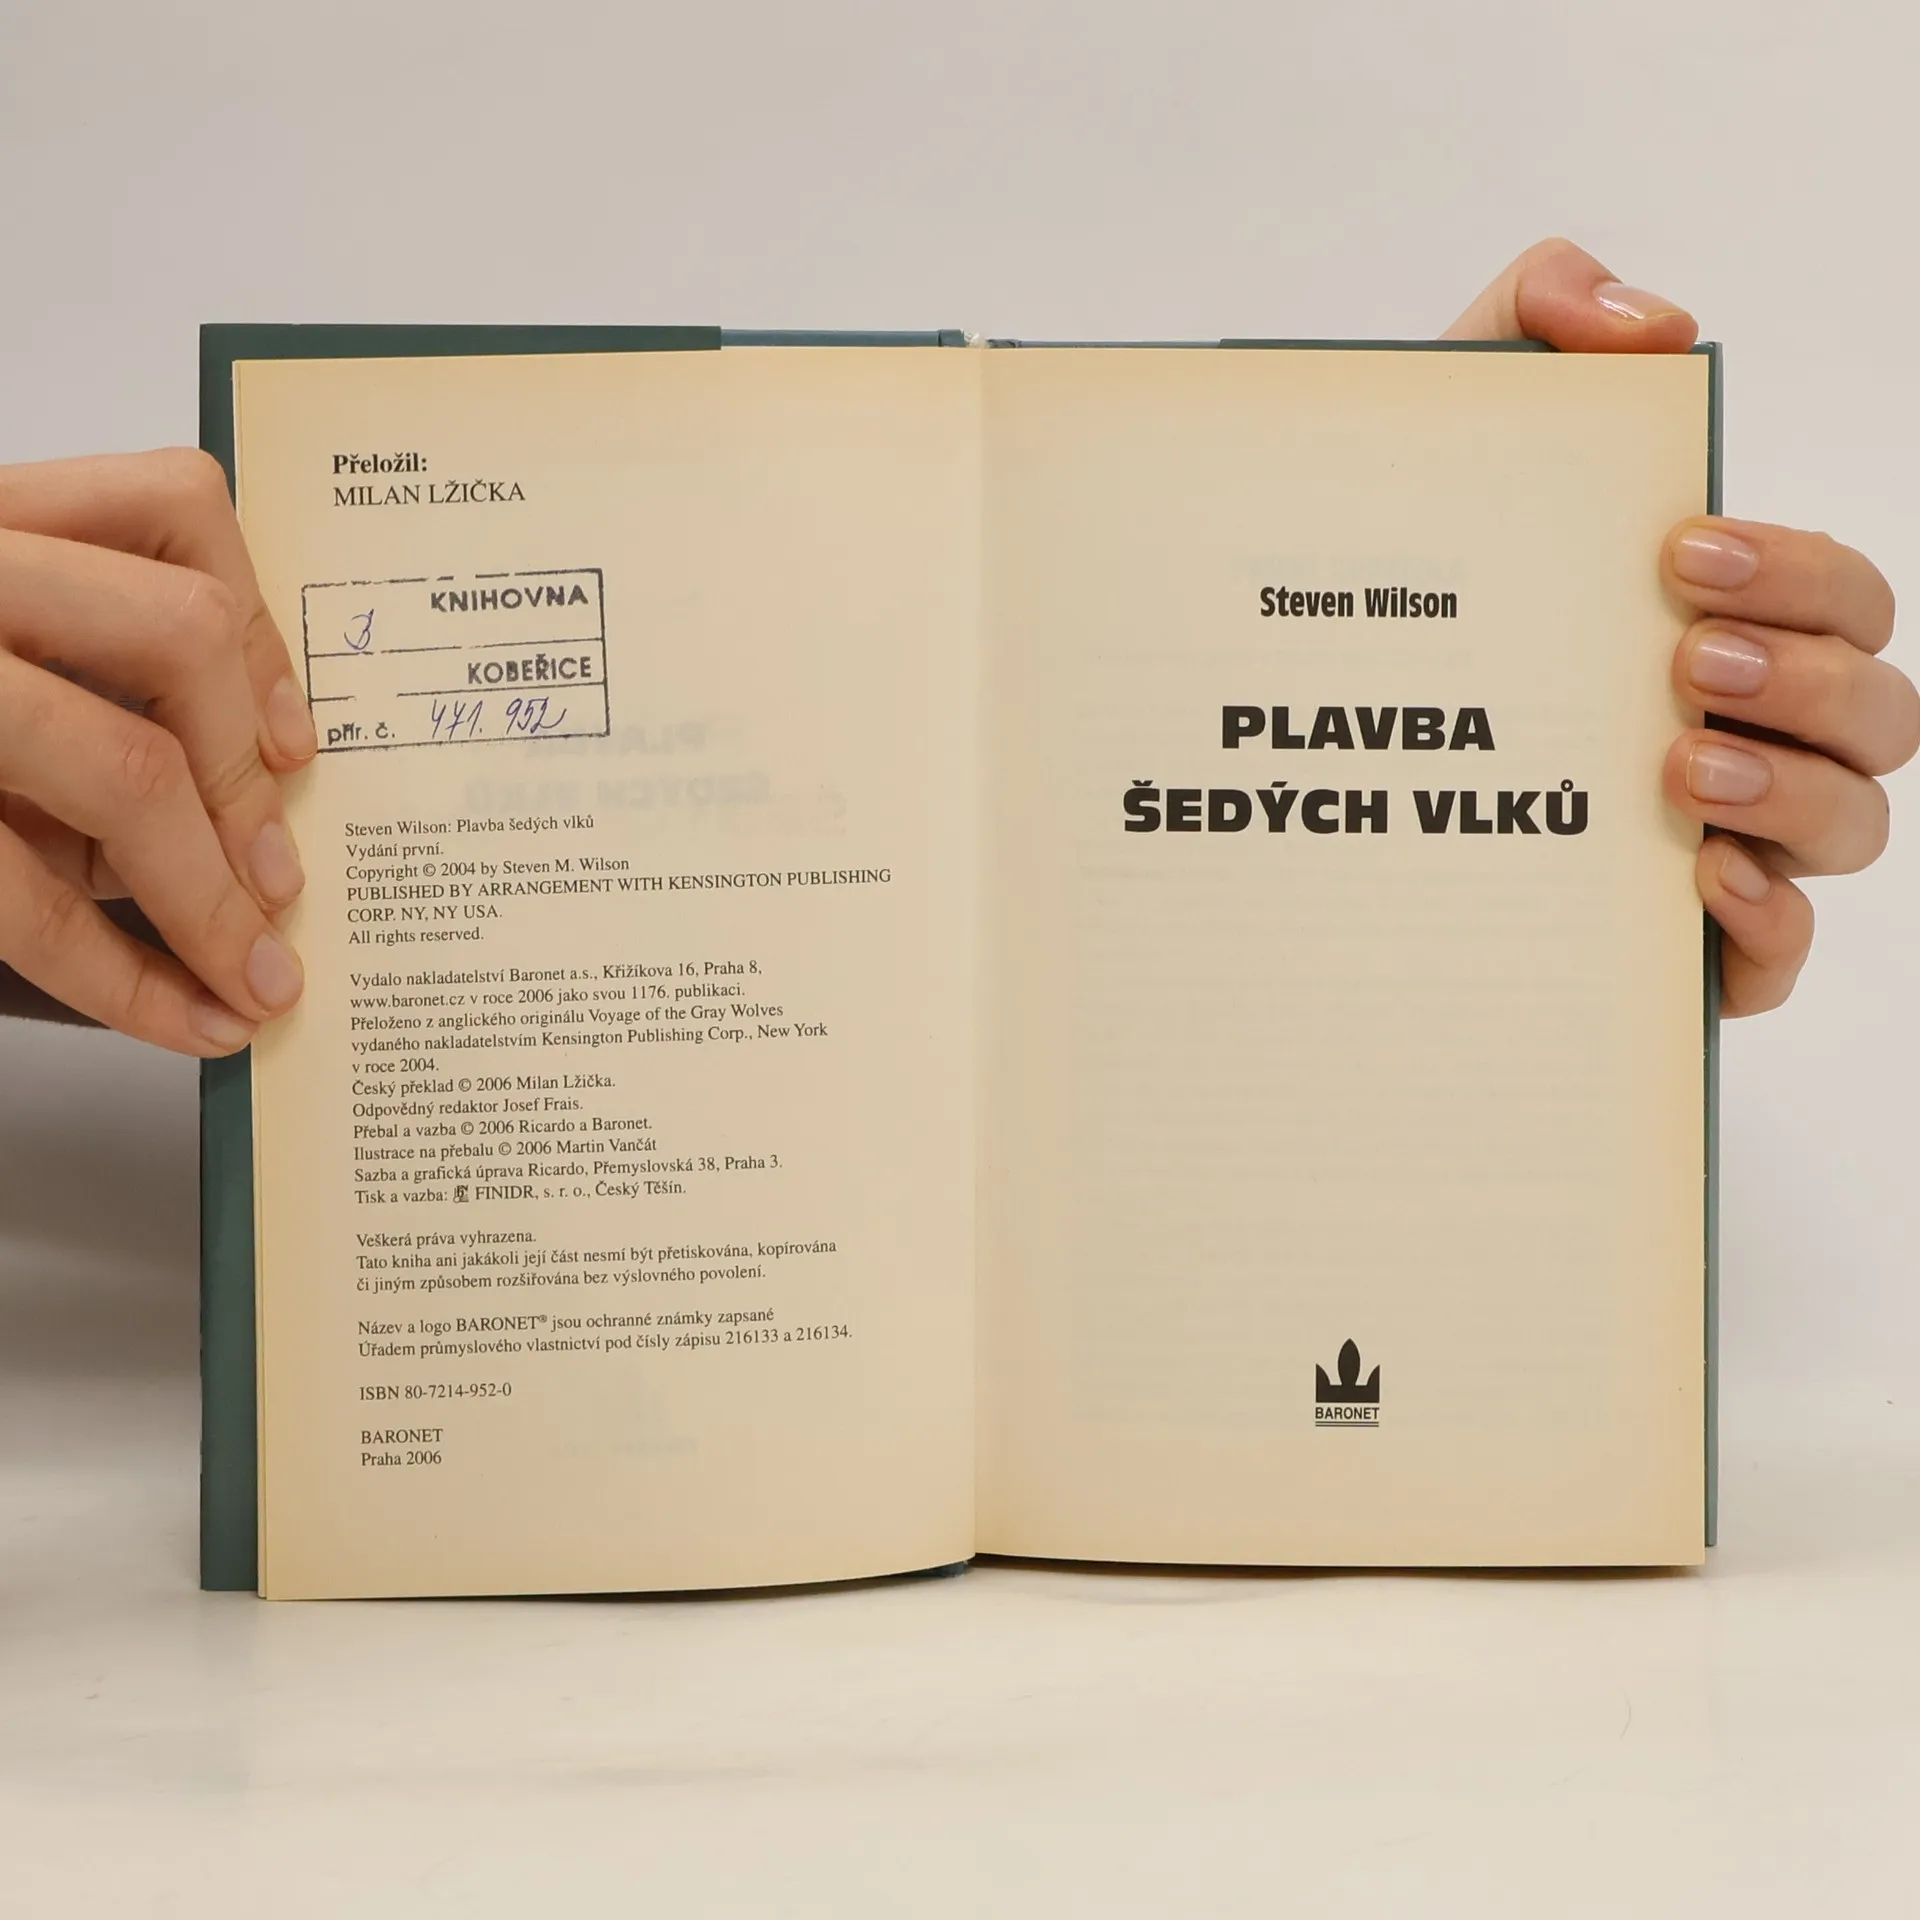 Přeložil:
MILAN LŽIČKA
KNIHOVNA
B
KOBEŘICE
přír. č. 471.952
Steven Wilson: Plavba šedých vlků
Vydání první.
Copyright © 2004 by Steven M. Wilson
PUBLISHED BY ARRANGEMENT WITH KENSINGTON PUBLISHING
CORP. NY, NY USA.
All rights reserved.
Vydalo nakladatelství Baronet a.s., Křižíkova 16, Praha 8,
www.baronet.cz v roce 2006 jako svou 1176. publikaci.
Přeloženo z anglického originálu Voyage of the Gray Wolves
vydaného nakladatelstvím Kensington Publishing Corp., New York
v roce 2004.
Český překlad © 2006 Milan Lžička.
Odpovědný redaktor Josef Frais.
Přebal a vazba © 2006 Ricardo a Baronet.
Ilustrace na přebalu © 2006 Martin Vančát
Sazba a grafická úprava Ricardo, Přemyslovská 38, Praha 3.
Tisk a vazba: FINIDR, s. r. o., Český Těšín.
Veškerá práva vyhrazena.
Tato kniha ani jakákoli její část nesmí být přetiskována, kopírována
či jiným způsobem rozšiřována bez výslovného povolení.
Název a logo BARONET® jsou ochranné známky zapsané
Úřadem průmyslového vlastnictví pod čísly zápisu 216133 a 216134.
ISBN 80-7214-952-0
BARONET
Praha 2006
Steven Wilson
PLAVBA
ŠEDÝCH VLKŮ
BARONET